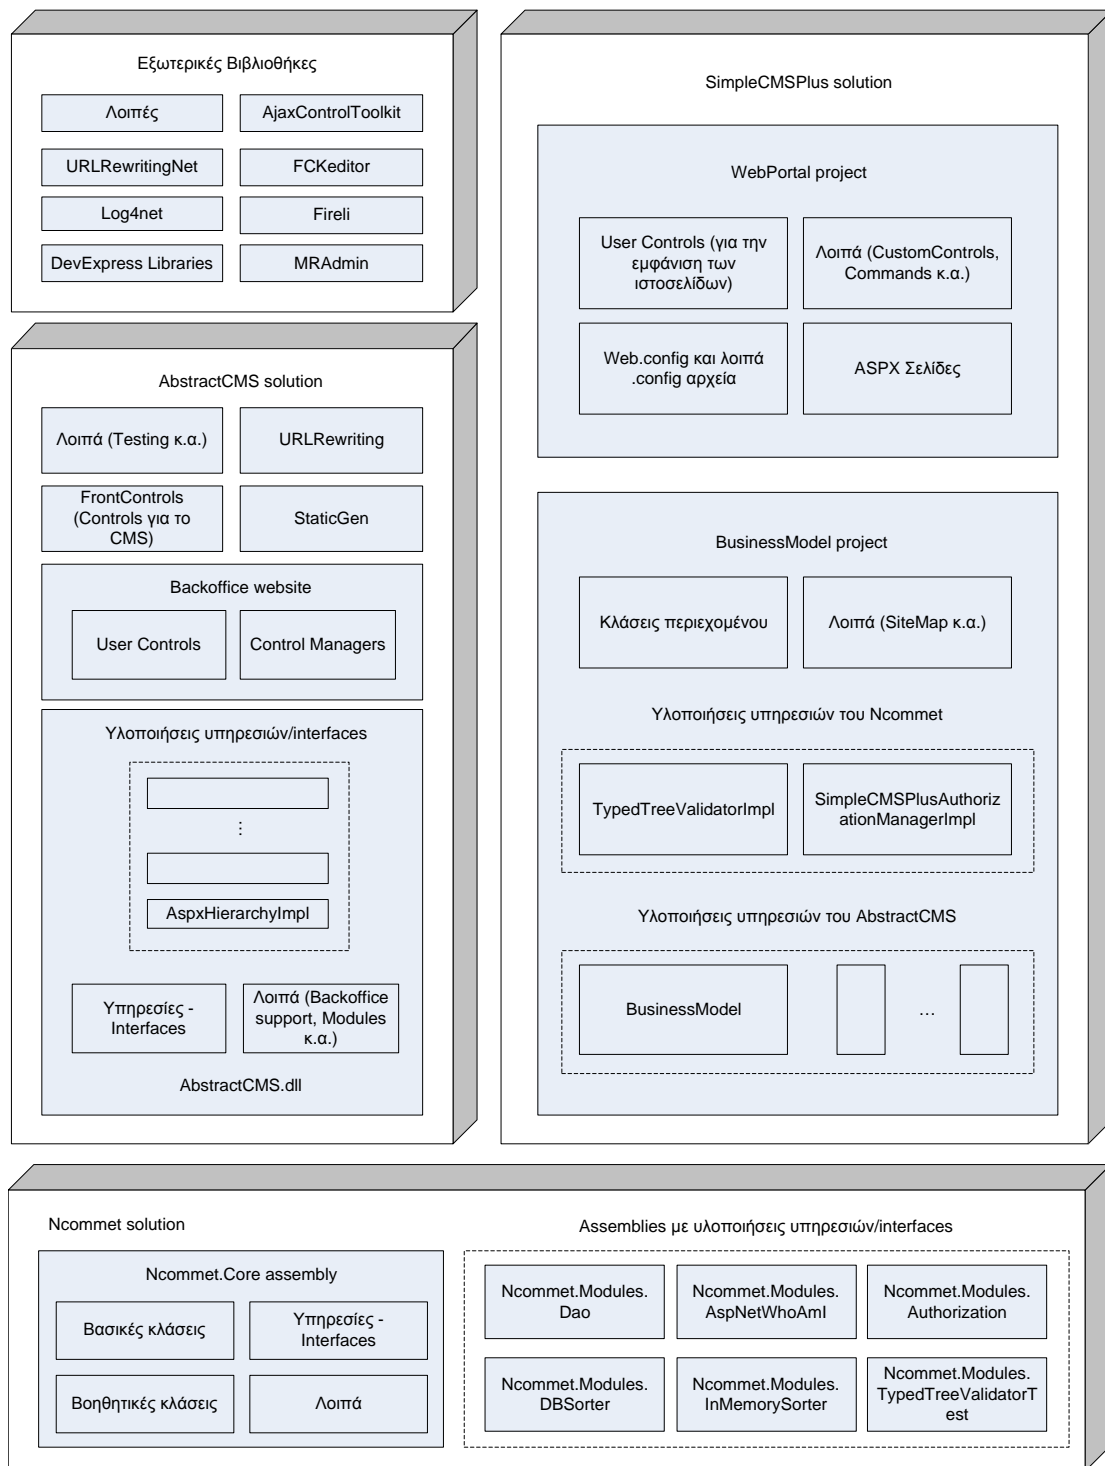 Εξωτερικές Βιβλιοθήκες
Λοιπές
AjaxControlToolkit
URLRewritingNet
FCKeditor
Log4net
Fireli
DevExpress Libraries
MRAdmin
AbstractCMS solution
Λοιπά (Testing κ.α.)
URLRewriting
FrontControls
(Controls για το
CMS)
StaticGen
Backoffice website
User Controls
Control Managers
Υλοποιήσεις υπηρεσιών/interfaces
...
AspxHierarchyImpl
Υπηρεσίες -
Interfaces
Λοιπά (Backoffice
support, Modules
κ.α.)
AbstractCMS.dll
SimpleCMSPlus solution
WebPortal project
User Controls (για την
εμφάνιση των
ιστοσελίδων)
Λοιπά (CustomControls,
Commands κ.α.)
Web.config και λοιπά
.config αρχεία
ASPX Σελίδες
BusinessModel project
Κλάσεις περιεχομένου
Λοιπά (SiteMap κ.α.)
Υλοποιήσεις υπηρεσιών του Ncommet
TypedTreeValidatorImpl
SimpleCMSPlusAuthoriz
ationManagerImpl
Υλοποιήσεις υπηρεσιών του AbstractCMS
BusinessModel
...
Ncommet solution
Ncommet.Core assembly
Βασικές κλάσεις
Υπηρεσίες -
Interfaces
Βοηθητικές κλάσεις
Λοιπά
Assemblies με υλοποιήσεις υπηρεσιών/interfaces
Ncommet.Modules.
Dao
Ncommet.Modules.
AspNetWhoAmI
Ncommet.Modules.
Authorization
Ncommet.Modules.
DBSorter
Ncommet.Modules.
InMemorySorter
Ncommet.Modules.
TypedTreeValidatorT
est